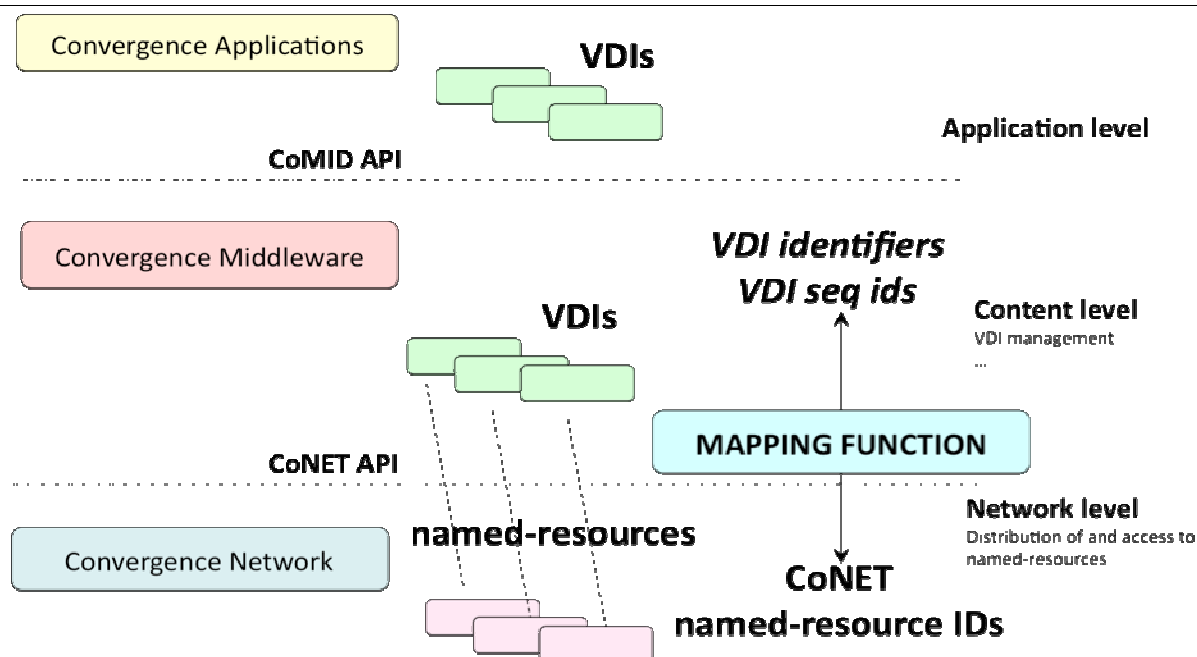 Convergence Applications
VDIs
Application level
CoMID API
Convergence Middleware
VDI identifiers
VDI seq ids
Content level
VDI management
...
VDIs
MAPPING FUNCTION
CoNET API
Network level
Distribution of and access to
named-resources
named-resources
Convergence Network
CoNET
named-resource IDs